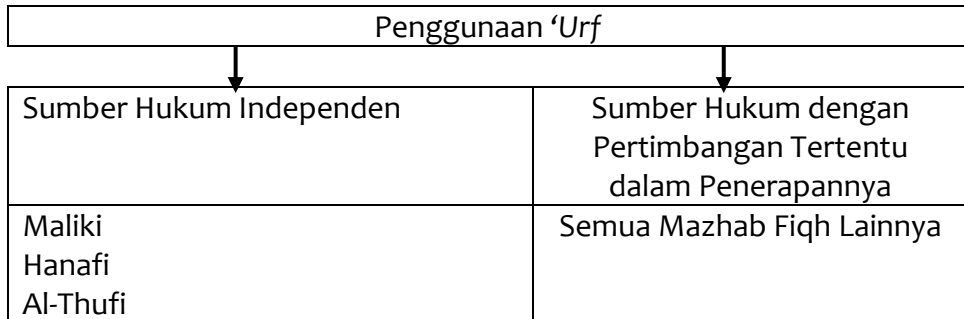 Penggunaan ‘Urf
Sumber Hukum Independen
Sumber Hukum dengan
Pertimbangan Tertentu
dalam Penerapannya
Maliki
Hanafi
Al-Thufi
Semua Mazhab Fiqh Lainnya